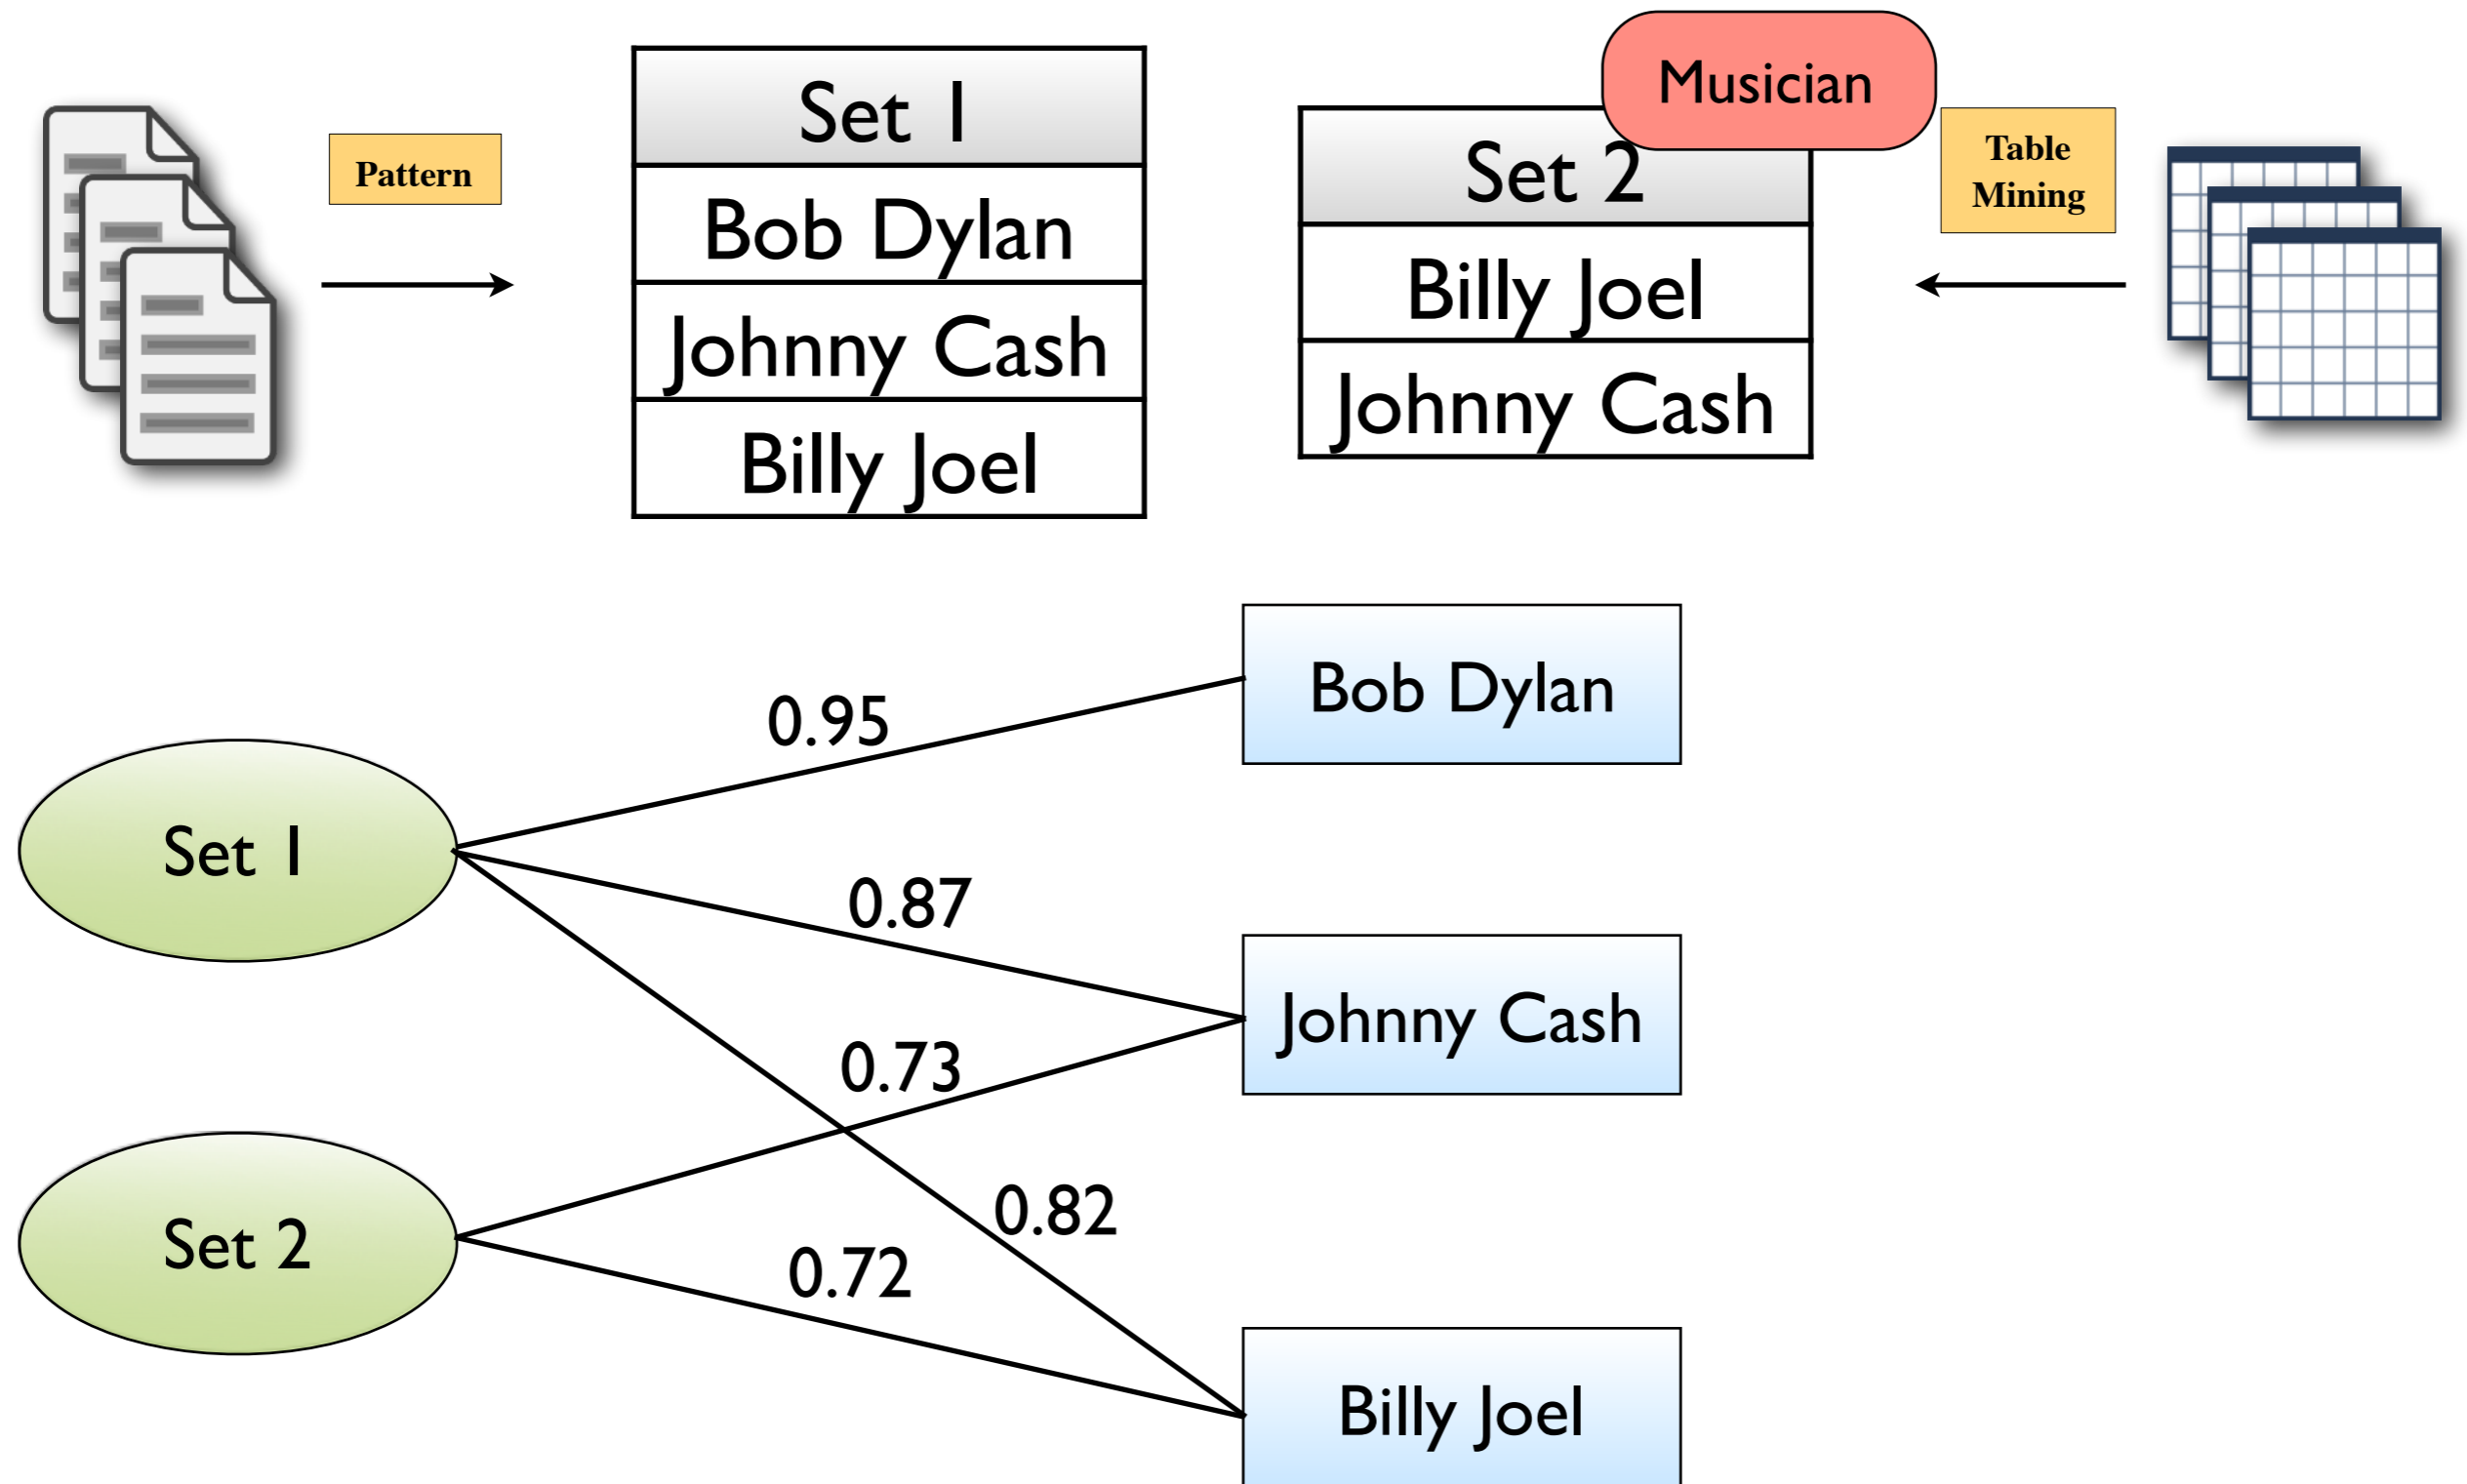 Pattern
Set 1
Bob Dylan
Johnny Cash
Billy Joel
Musician
Set 2
Billy Joel
Johnny Cash
Table
Mining
Set 1
Set 2
0.95
0.87
0.73
0.82
0.72
Bob Dylan
Johnny Cash
Billy Joel